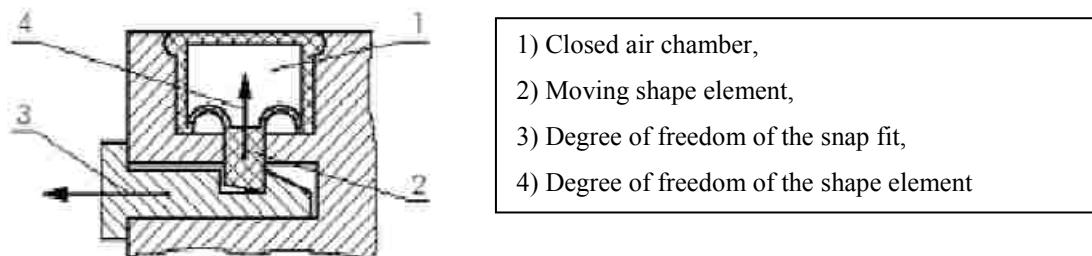 4
1
3
2
1) Closed air chamber,
2) Moving shape element,
3) Degree of freedom of the snap fit,
4) Degree of freedom of the shape element